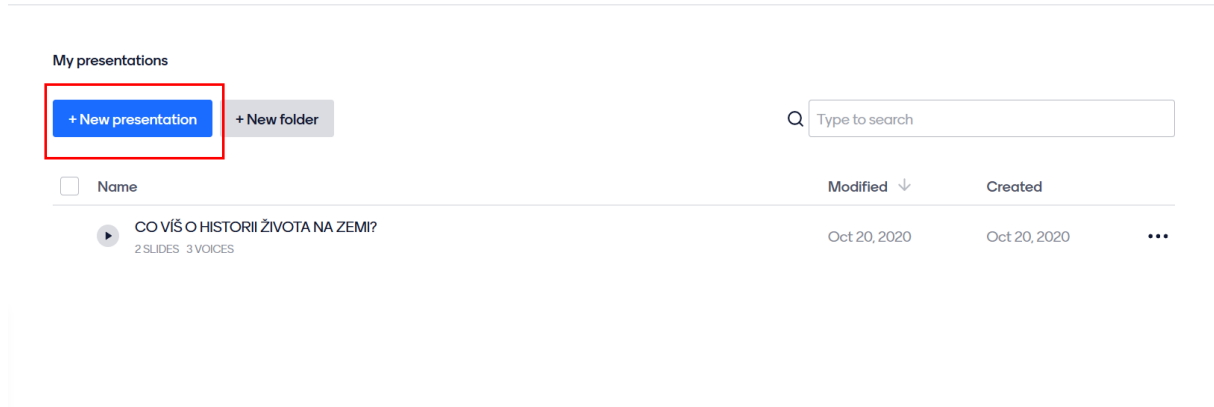 My presentations
+ New presentation + New folder Type to search
Name Modified ↓ Created
CO VÍŠ O HISTORII ŽIVOTA NA ZEMI? Oct 20, 2020 Oct 20, 2020 •••
2 SLIDES 3 VOICES